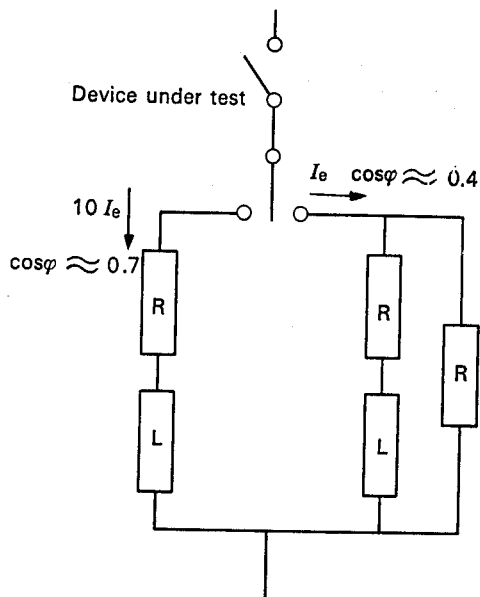 Device under test
Iₑ cosφ ≈ 0.4
10 Iₑ
cosφ ≈ 0.7
R
R
R
L
L